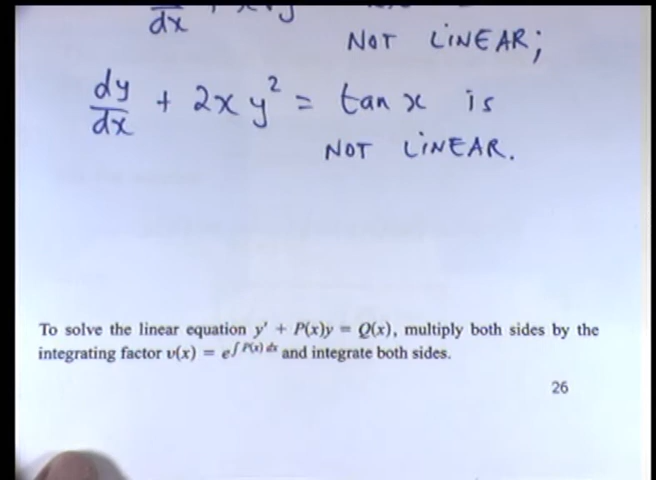 dx
NOT LINEAR;
dy/dx + 2xy² = tan x is
NOT LINEAR.
To solve the linear equation y′ + P(x)y = Q(x), multiply both sides by the
integrating factor v(x) = e^∫ P(x) dx and integrate both sides.
26